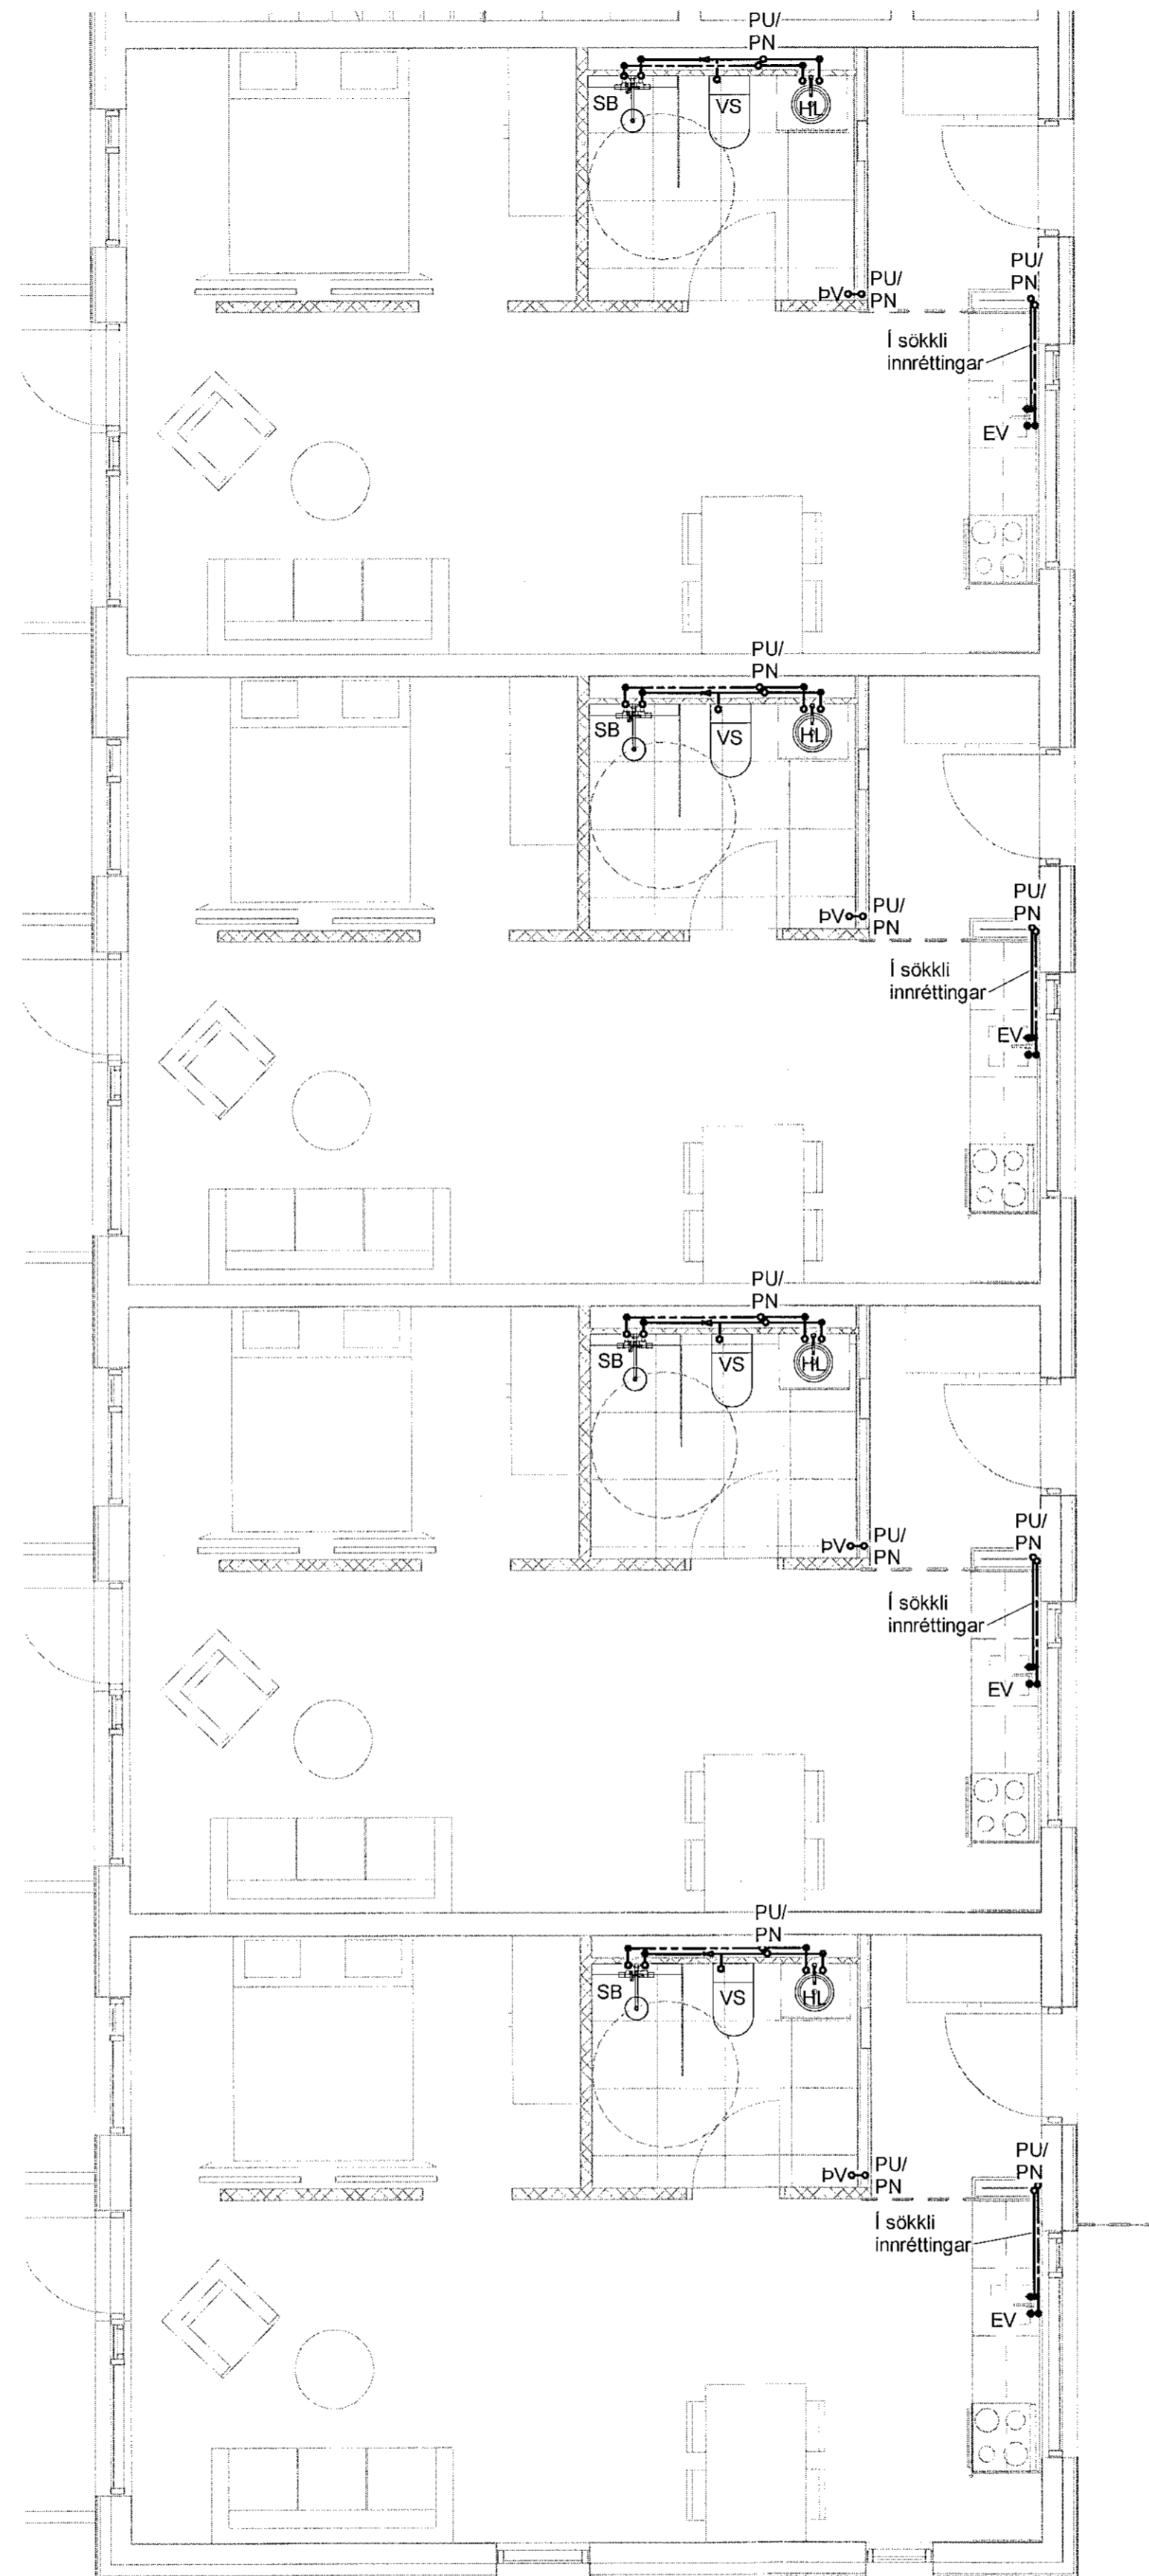 PU/
PN
SB
VS
HL
PU/
PN
ÞV
PU/
PN
Í sökkli
innréttingar
EV
PU/
PN
SB
VS
HL
PU/
PN
ÞV
PU/
PN
Í sökkli
innréttingar
EV
PU/
PN
SB
VS
HL
PU/
PN
ÞV
PU/
PN
Í sökkli
innréttingar
EV
PU/
PN
SB
VS
HL
PU/
PN
ÞV
PU/
PN
Í sökkli
innréttingar
EV